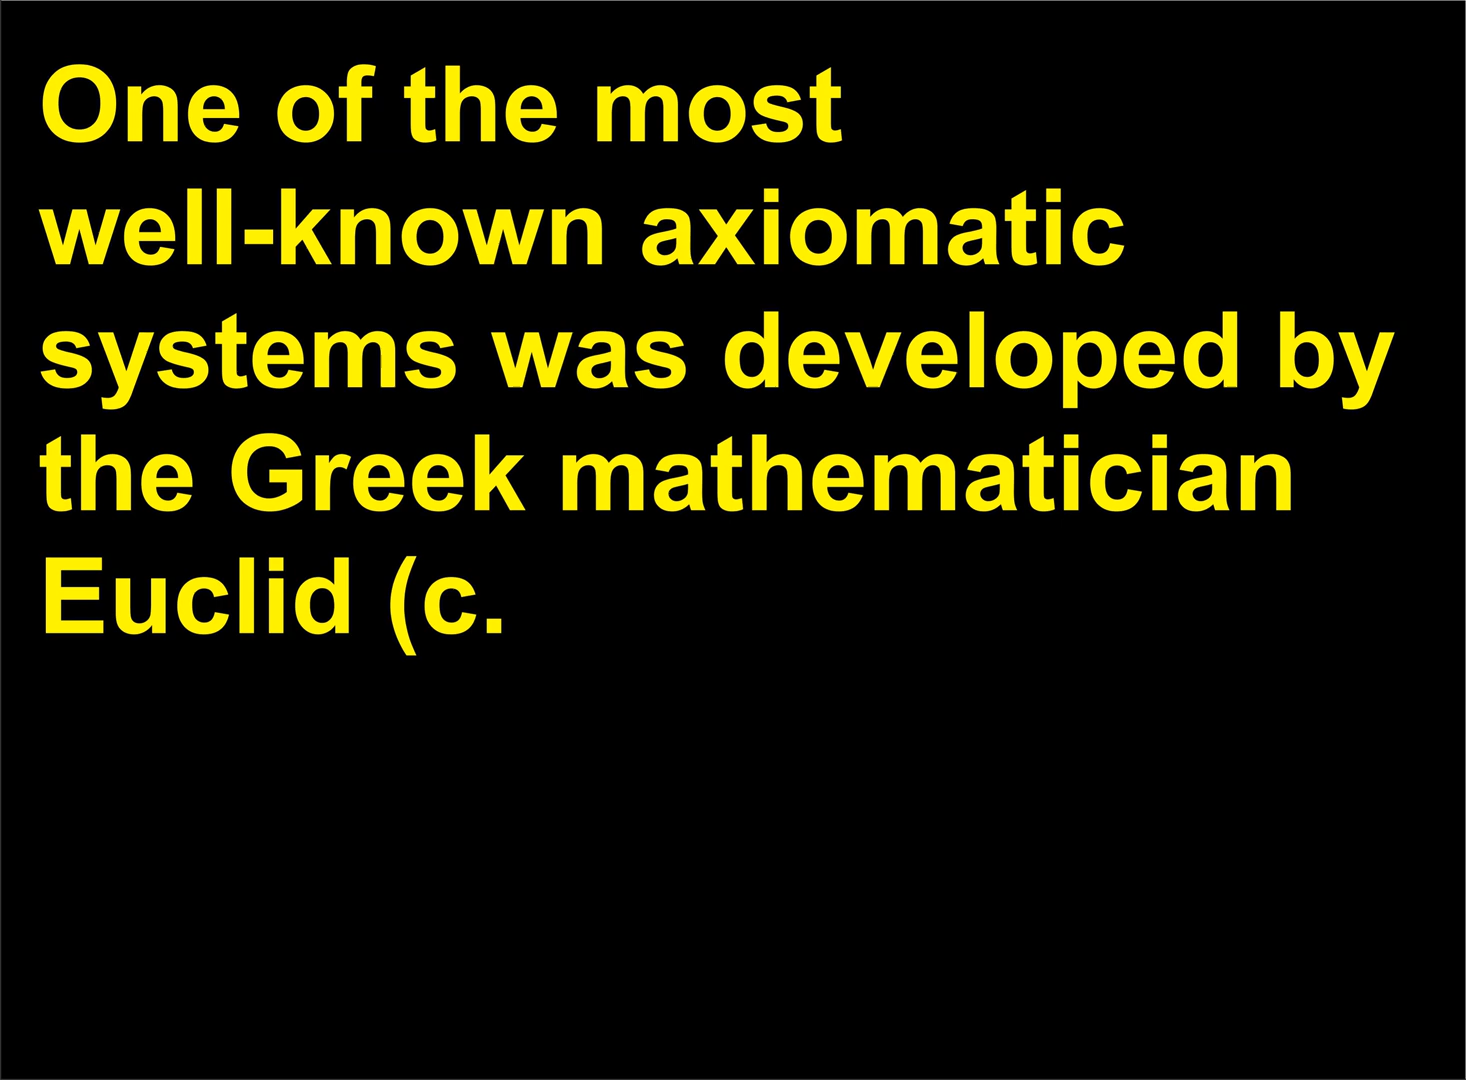 One of the most
well-known axiomatic
systems was developed by
the Greek mathematician
Euclid (c.